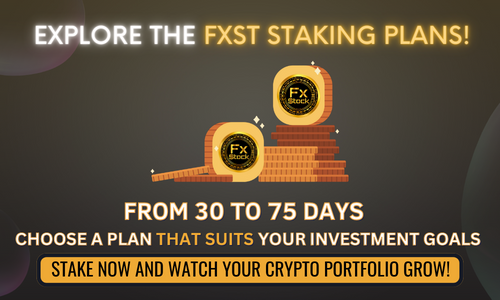 EXPLORE THE FXST STAKING PLANS!
Fx
Stock
Fx
Stock
FROM 30 TO 75 DAYS
CHOOSE A PLAN THAT SUITS YOUR INVESTMENT GOALS
STAKE NOW AND WATCH YOUR CRYPTO PORTFOLIO GROW!